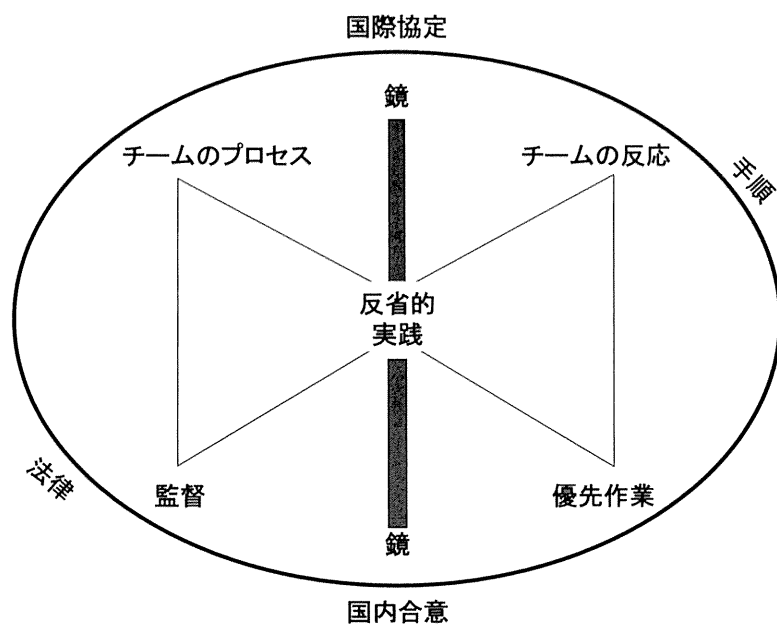 国際協定
鏡
チームのプロセス
チームの反応
手順
反省的
実践
法律
監督
優先作業
鏡
国内合意